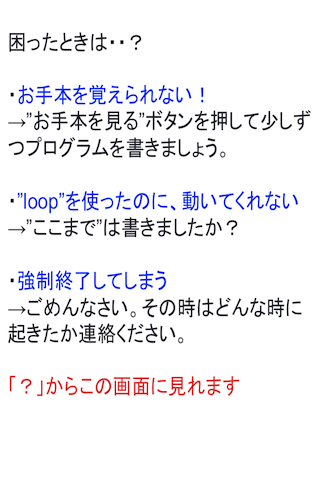 困ったときは・・？
・お手本を覚えられない！
→”お手本を見る”ボタンを押して少しず
つプログラムを書きましょう。
・”loop”を使ったのに、動いてくれない
→”ここまで”は書きましたか？
・強制終了してしまう
→ごめんなさい。その時はどんな時に
起きたか連絡ください。
「？」からこの画面に見れます